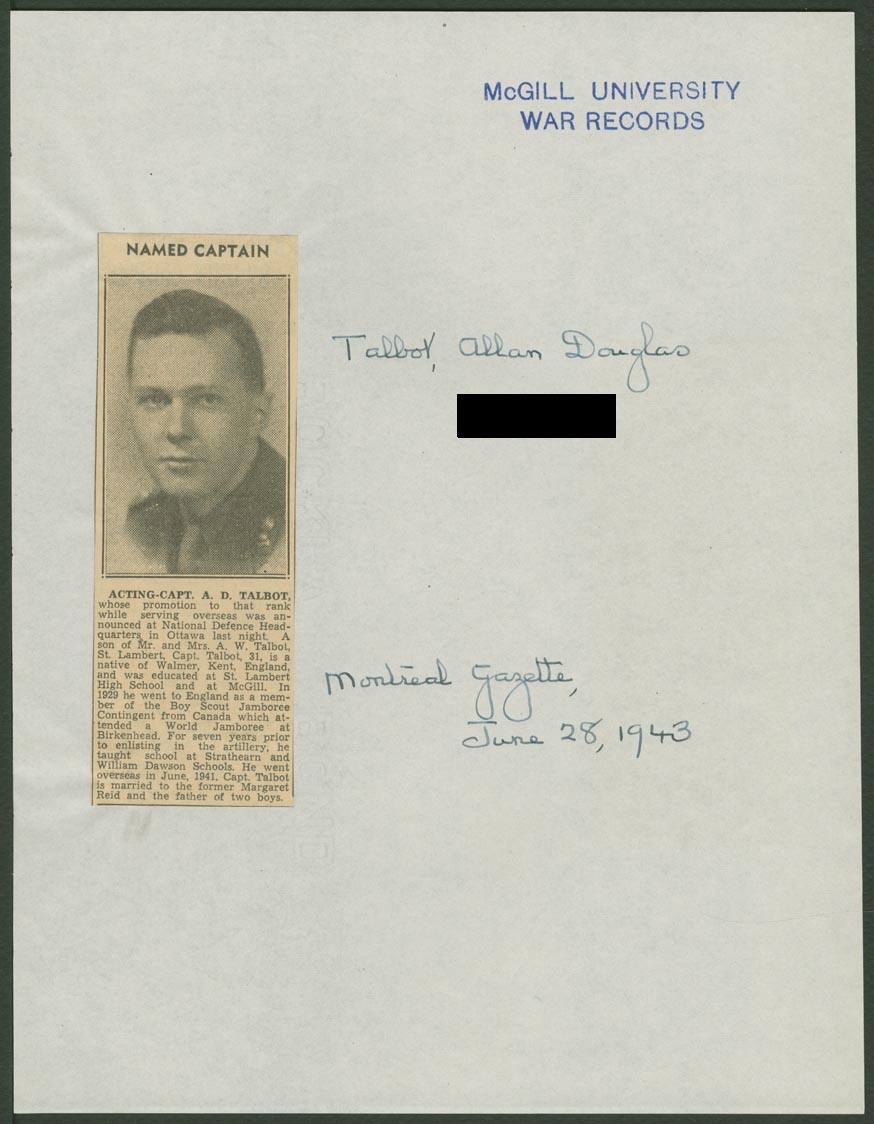 McGILL UNIVERSITY
WAR RECORDS
NAMED CAPTAIN
Talbot, Allan Douglas
ACTING-CAPT. A. D. TALBOT,
whose promotion to that rank
while serving overseas was an-
nounced at National Defence Head-
quarters in Ottawa last night. A
son of Mr. and Mrs. A. W. Talbot,
St. Lambert, Capt. Talbot, 31, is a
native of Walmer, Kent, England,
and was educated at St. Lambert
High School and at McGill. In
1929 he went to England as a mem-
ber of the Boy Scout Jamboree
Contingent from Canada which at-
tended a World Jamboree at
Birkenhead. For seven years prior
to enlisting in the artillery, he
taught school at Strathearn and
William Dawson Schools. He went
overseas in June, 1941. Capt. Talbot
is married to the former Margaret
Reid and the father of two boys.
Montreal Gazette,
June 28, 1943